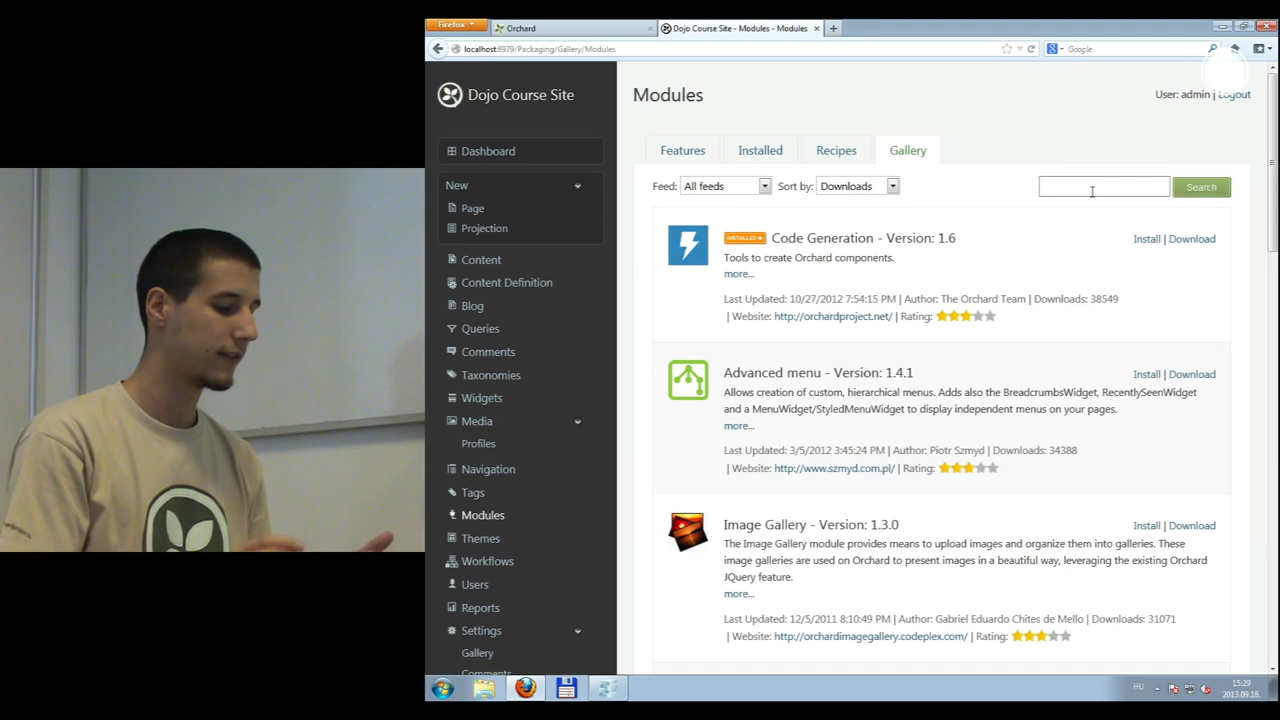 Firefox
Orchard
Dojo Course Site - Modules - Modules
localhost:8979/Packaging/Gallery/Modules
Google
Dojo Course Site
Dashboard
New
Page
Projection
Content
Content Definition
Blog
Queries
Comments
Taxonomies
Widgets
Media
Profiles
Navigation
Tags
Modules
Themes
Workflows
Users
Reports
Settings
Gallery
Comments
Modules
User: admin | Logout
Features
Installed
Recipes
Gallery
Feed: All feeds Sort by: Downloads Search
INSTALLED Code Generation - Version: 1.6 Install | Download
Tools to create Orchard components.
more...
Last Updated: 10/27/2012 7:54:15 PM | Author: The Orchard Team | Downloads: 38549
| Website: http://orchardproject.net/ | Rating:
Advanced menu - Version: 1.4.1 Install | Download
Allows creation of custom, hierarchical menus. Adds also the BreadcrumbsWidget, RecentlySeenWidget
and a MenuWidget/StyledMenuWidget to display independent menus on your pages.
more...
Last Updated: 3/5/2012 3:45:24 PM | Author: Piotr Szmyd | Downloads: 34388
| Website: http://www.szmyd.com.pl/ | Rating:
Image Gallery - Version: 1.3.0 Install | Download
The Image Gallery module provides means to upload images and organize them into galleries. These
image galleries are used on Orchard to present images in a beautiful way, leveraging the existing Orchard
JQuery feature.
more...
Last Updated: 12/5/2011 8:10:49 PM | Author: Gabriel Eduardo Chites de Mello | Downloads: 31071
| Website: http://orchardimagegallery.codeplex.com/ | Rating:
HU
15:29
2013.09.18.